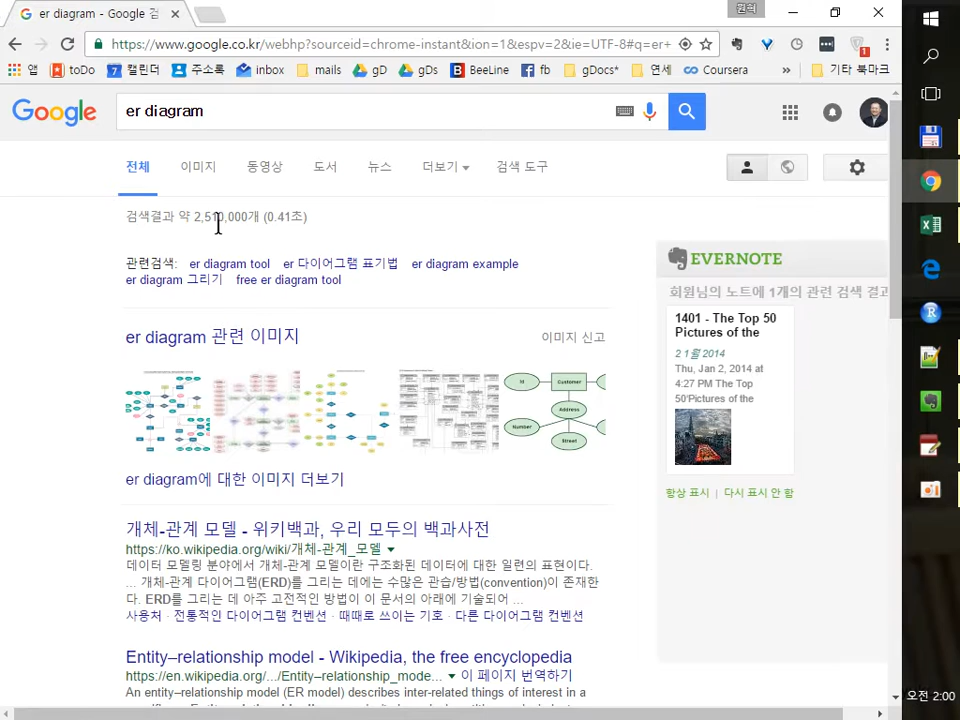 er diagram - Google 검
원희
https://www.google.co.kr/webhp?sourceid=chrome-instant&ion=1&espv=2&ie=UTF-8#q=er+
앱 toDo 캘린더 주소록 inbox mails gD gDs BeeLine fb gDocs* 연세 Coursera » 기타 북마크
Google er diagram
전체 이미지 동영상 도서 뉴스 더보기 검색 도구
검색결과 약 2,510,000개 (0.41초)
관련검색: er diagram tool er 다이어그램 표기법 er diagram example
er diagram 그리기 free er diagram tool
er diagram 관련 이미지 이미지 신고
Id Customer
Address
Number
Street
er diagram에 대한 이미지 더보기
개체-관계 모델 - 위키백과, 우리 모두의 백과사전
https://ko.wikipedia.org/wiki/개체-관계_모델
데이터 모델링 분야에서 개체-관계 모델이란 구조화된 데이터에 대한 일련의 표현이다.
... 개체-관계 다이어그램(ERD)를 그리는 데에는 수많은 관습/방법(convention)이 존재한
다. ERD를 그리는 데 아주 고전적인 방법이 이 문서의 아래에 기술되어 ...
사용처 · 전통적인 다이어그램 컨벤션 · 때때로 쓰이는 기호 · 다른 다이어그램 컨벤션
Entity–relationship model - Wikipedia, the free encyclopedia
https://en.wikipedia.org/.../Entity–relationship_mode... 이 페이지 번역하기
An entity–relationship model (ER model) describes inter-related things of interest in a
EVERNOTE
회원님의 노트에 1개의 관련 검색 결과
1401 - The Top 50
Pictures of the
2 1월 2014
Thu, Jan 2, 2014 at
4:27 PM The Top
50'Pictures of the
항상 표시 | 다시 표시 안 함
오전 2:00